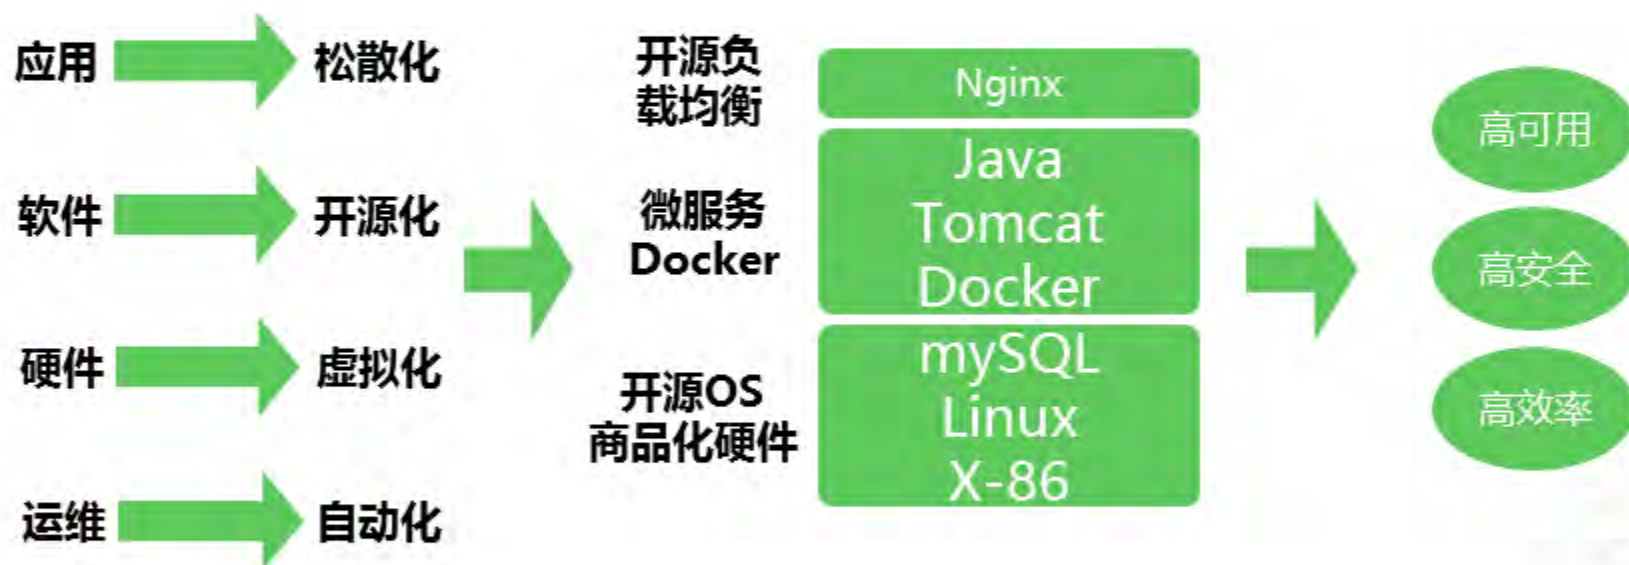 应用
松散化
软件
开源化
硬件
虚拟化
运维
自动化
开源负
载均衡
微服务
Docker
开源OS
商品化硬件
Nginx
Java
Tomcat
Docker
mySQL
Linux
X-86
高可用
高安全
高效率